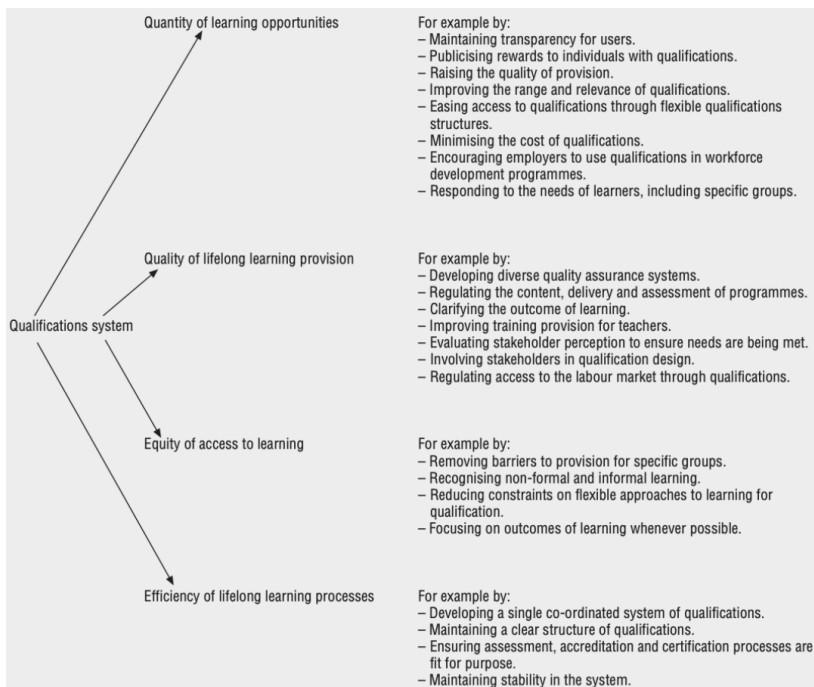 Quantity of learning opportunities
For example by:
– Maintaining transparency for users.
– Publicising rewards to individuals with qualifications.
– Raising the quality of provision.
– Improving the range and relevance of qualifications.
– Easing access to qualifications through flexible qualifications
structures.
– Minimising the cost of qualifications.
– Encouraging employers to use qualifications in workforce
development programmes.
– Responding to the needs of learners, including specific groups.
Quality of lifelong learning provision
For example by:
– Developing diverse quality assurance systems.
– Regulating the content, delivery and assessment of programmes.
– Clarifying the outcome of learning.
– Improving training provision for teachers.
– Evaluating stakeholder perception to ensure needs are being met.
– Involving stakeholders in qualification design.
– Regulating access to the labour market through qualifications.
Qualifications system
Equity of access to learning
For example by:
– Removing barriers to provision for specific groups.
– Recognising non-formal and informal learning.
– Reducing constraints on flexible approaches to learning for
qualification.
– Focusing on outcomes of learning whenever possible.
Efficiency of lifelong learning processes
For example by:
– Developing a single co-ordinated system of qualifications.
– Maintaining a clear structure of qualifications.
– Ensuring assessment, accreditation and certification processes are
fit for purpose.
– Maintaining stability in the system.